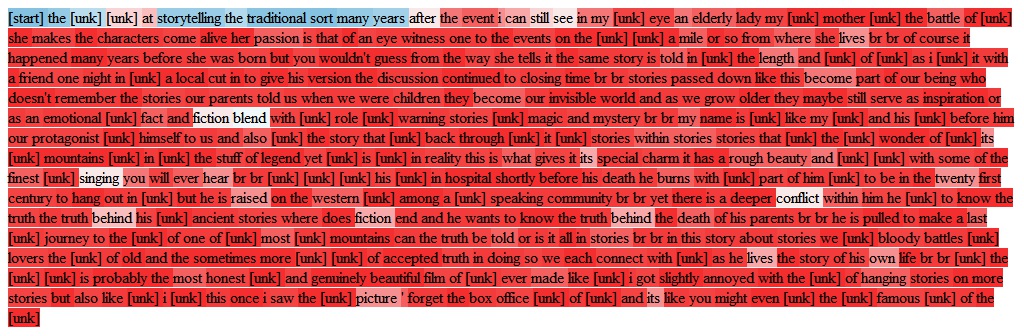 [start] the [unk] [unk] at storytelling the traditional sort many years after the event i can still see in my [unk] eye an elderly lady my [unk] mother [unk] the battle of [unk]
she makes the characters come alive her passion is that of an eye witness one to the events on the [unk] [unk] a mile or so from where she lives br br of course it
happened many years before she was born but you wouldn't guess from the way she tells it the same story is told in [unk] the length and [unk] of [unk] as i [unk] it with
a friend one night in [unk] a local cut in to give his version the discussion continued to closing time br br stories passed down like this become part of our being who
doesn't remember the stories our parents told us when we were children they become our invisible world and as we grow older they maybe still serve as inspiration or
as an emotional [unk] fact and fiction blend with [unk] role [unk] warning stories [unk] magic and mystery br br my name is [unk] like my [unk] and his [unk] before him
our protagonist [unk] himself to us and also [unk] the story that [unk] back through [unk] it [unk] stories within stories stories that [unk] the [unk] wonder of [unk] its
[unk] mountains [unk] in [unk] the stuff of legend yet [unk] is [unk] in reality this is what gives it its special charm it has a rough beauty and [unk] [unk] with some of the
finest [unk] singing you will ever hear br br [unk] [unk] [unk] his [unk] in hospital shortly before his death he burns with [unk] part of him [unk] to be in the twenty first
century to hang out in [unk] but he is raised on the western [unk] among a [unk] speaking community br br yet there is a deeper conflict within him he [unk] to know the
truth the truth behind his [unk] ancient stories where does fiction end and he wants to know the truth behind the death of his parents br br he is pulled to make a last
[unk] journey to the [unk] of one of [unk] most [unk] mountains can the truth be told or is it all in stories br br in this story about stories we [unk] bloody battles [unk]
lovers the [unk] of old and the sometimes more [unk] [unk] of accepted truth in doing so we each connect with [unk] as he lives the story of his own life br br [unk] the
[unk] [unk] is probably the most honest [unk] and genuinely beautiful film of [unk] ever made like [unk] i got slightly annoyed with the [unk] of hanging stories on more
stories but also like [unk] i [unk] this once i saw the [unk] picture ' forget the box office [unk] of [unk] and its like you might even [unk] the [unk] famous [unk] of the
[unk]